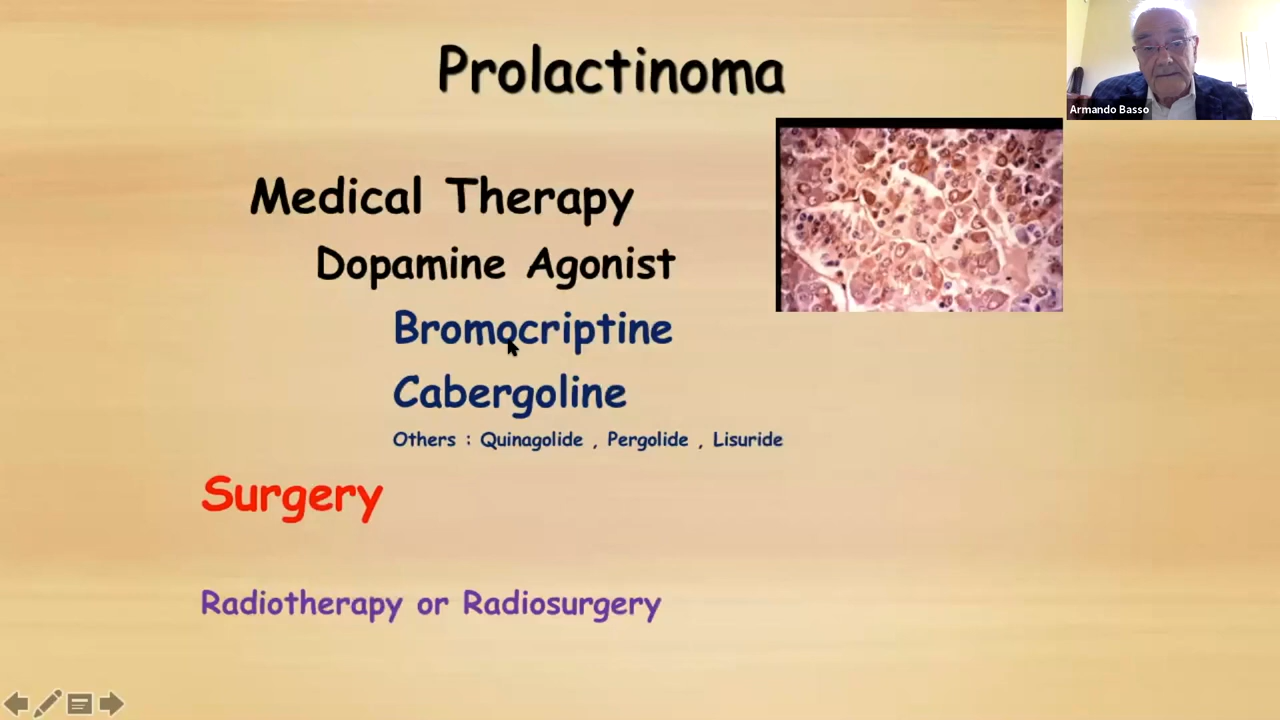 Prolactinoma
Armando Basso
Medical Therapy
Dopamine Agonist
Bromocriptine
Cabergoline
Others : Quinagolide , Pergolide , Lisuride
Surgery
Radiotherapy or Radiosurgery